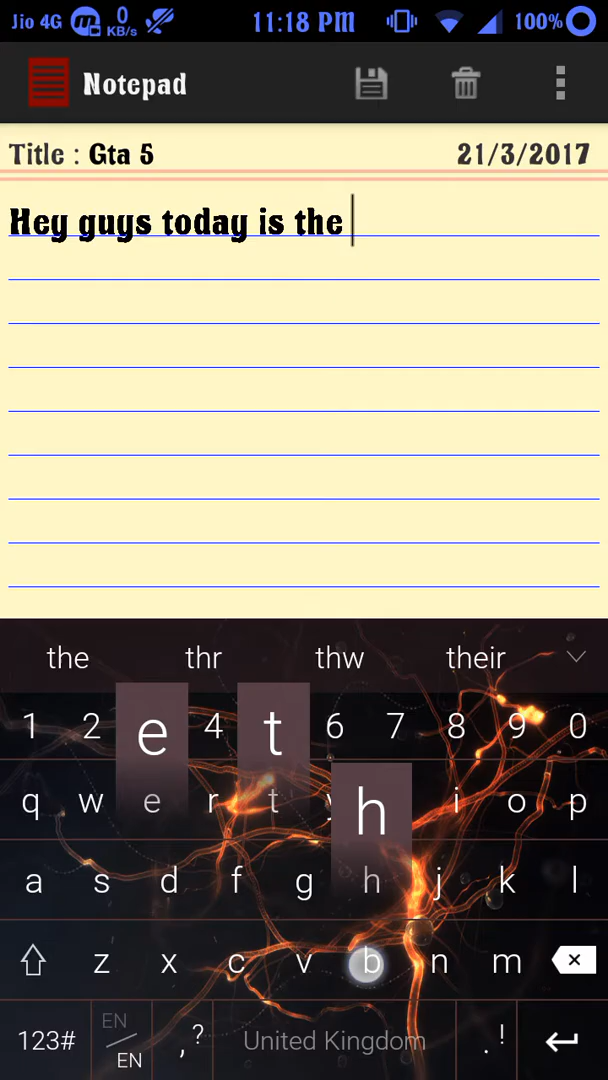 Jio 4G 0 KB/s 11:18 PM 100%
Notepad
Title : Gta 5 21/3/2017
Hey guys today is the
the thr thw their
1 2 e 4 t 6 7 8 9 0
q w e r t y h i o p
a s d f g h j k l
z x c v b n m
123# EN EN , ? United Kingdom . !